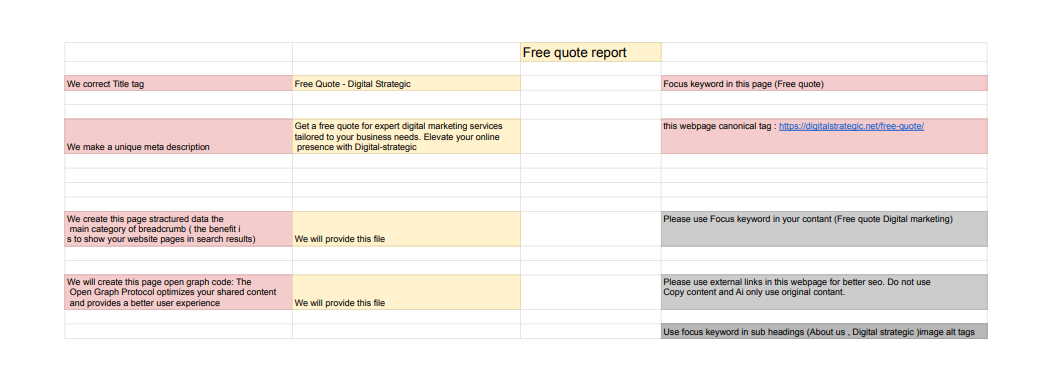 Free quote report
We correct Title tag
Free Quote - Digital Strategic
Focus keyword in this page (Free quote)
We make a unique meta description
Get a free quote for expert digital marketing services
tailored to your business needs. Elevate your online
presence with Digital-strategic
this webpage canonical tag : https://digitalstrategic.net/free-quote/
We create this page stractured data the
main category of breadcrumb ( the benefit i
s to show your website pages in search results)
We will provide this file
Please use Focus keyword in your contant (Free quote Digital marketing)
We will create this page open graph code: The
Open Graph Protocol optimizes your shared content
and provides a better user experience
We will provide this file
Please use external links in this webpage for better seo. Do not use
Copy content and Ai only use original contant.
Use focus keyword in sub headings (About us , Digital strategic )image alt tags